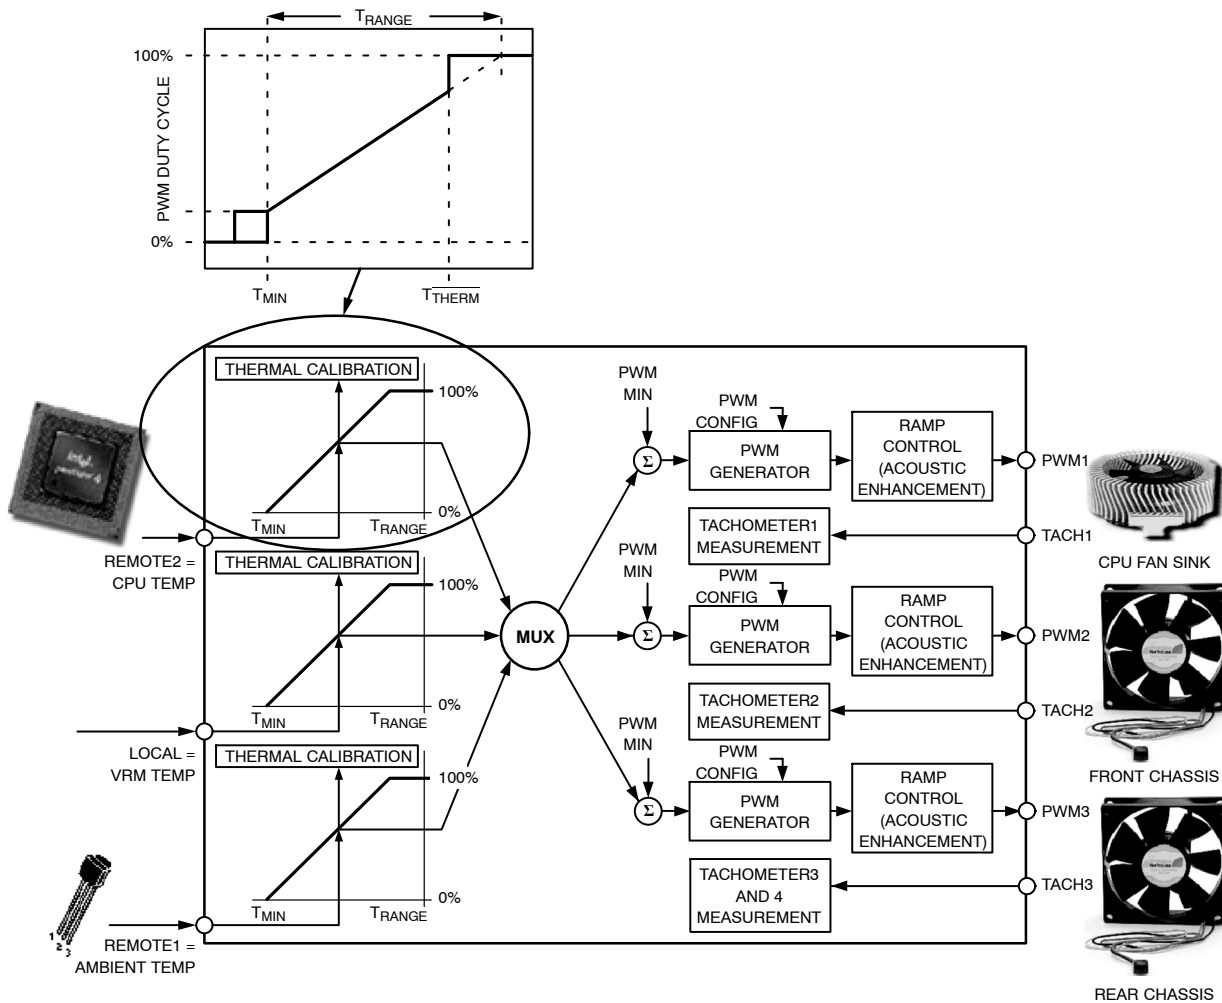 TRANGE
100%
PWM DUTY CYCLE
0%
TMIN
TTHERM
THERMAL CALIBRATION
100%
0%
TMIN
TRANGE
REMOTE2 =
CPU TEMP
THERMAL CALIBRATION
100%
0%
TMIN
TRANGE
LOCAL =
VRM TEMP
THERMAL CALIBRATION
100%
0%
TMIN
TRANGE
REMOTE1 =
AMBIENT TEMP
1
2
3
intel
MUX
PWM
MIN
Σ
PWM
CONFIG
PWM
GENERATOR
RAMP
CONTROL
(ACOUSTIC
ENHANCEMENT)
PWM1
TACHOMETER1
MEASUREMENT
TACH1
CPU FAN SINK
PWM
MIN
Σ
PWM
CONFIG
PWM
GENERATOR
RAMP
CONTROL
(ACOUSTIC
ENHANCEMENT)
PWM2
TACHOMETER2
MEASUREMENT
TACH2
FRONT CHASSIS
PWM
MIN
Σ
PWM
CONFIG
PWM
GENERATOR
RAMP
CONTROL
(ACOUSTIC
ENHANCEMENT)
PWM3
TACHOMETER3
AND 4
MEASUREMENT
TACH3
REAR CHASSIS